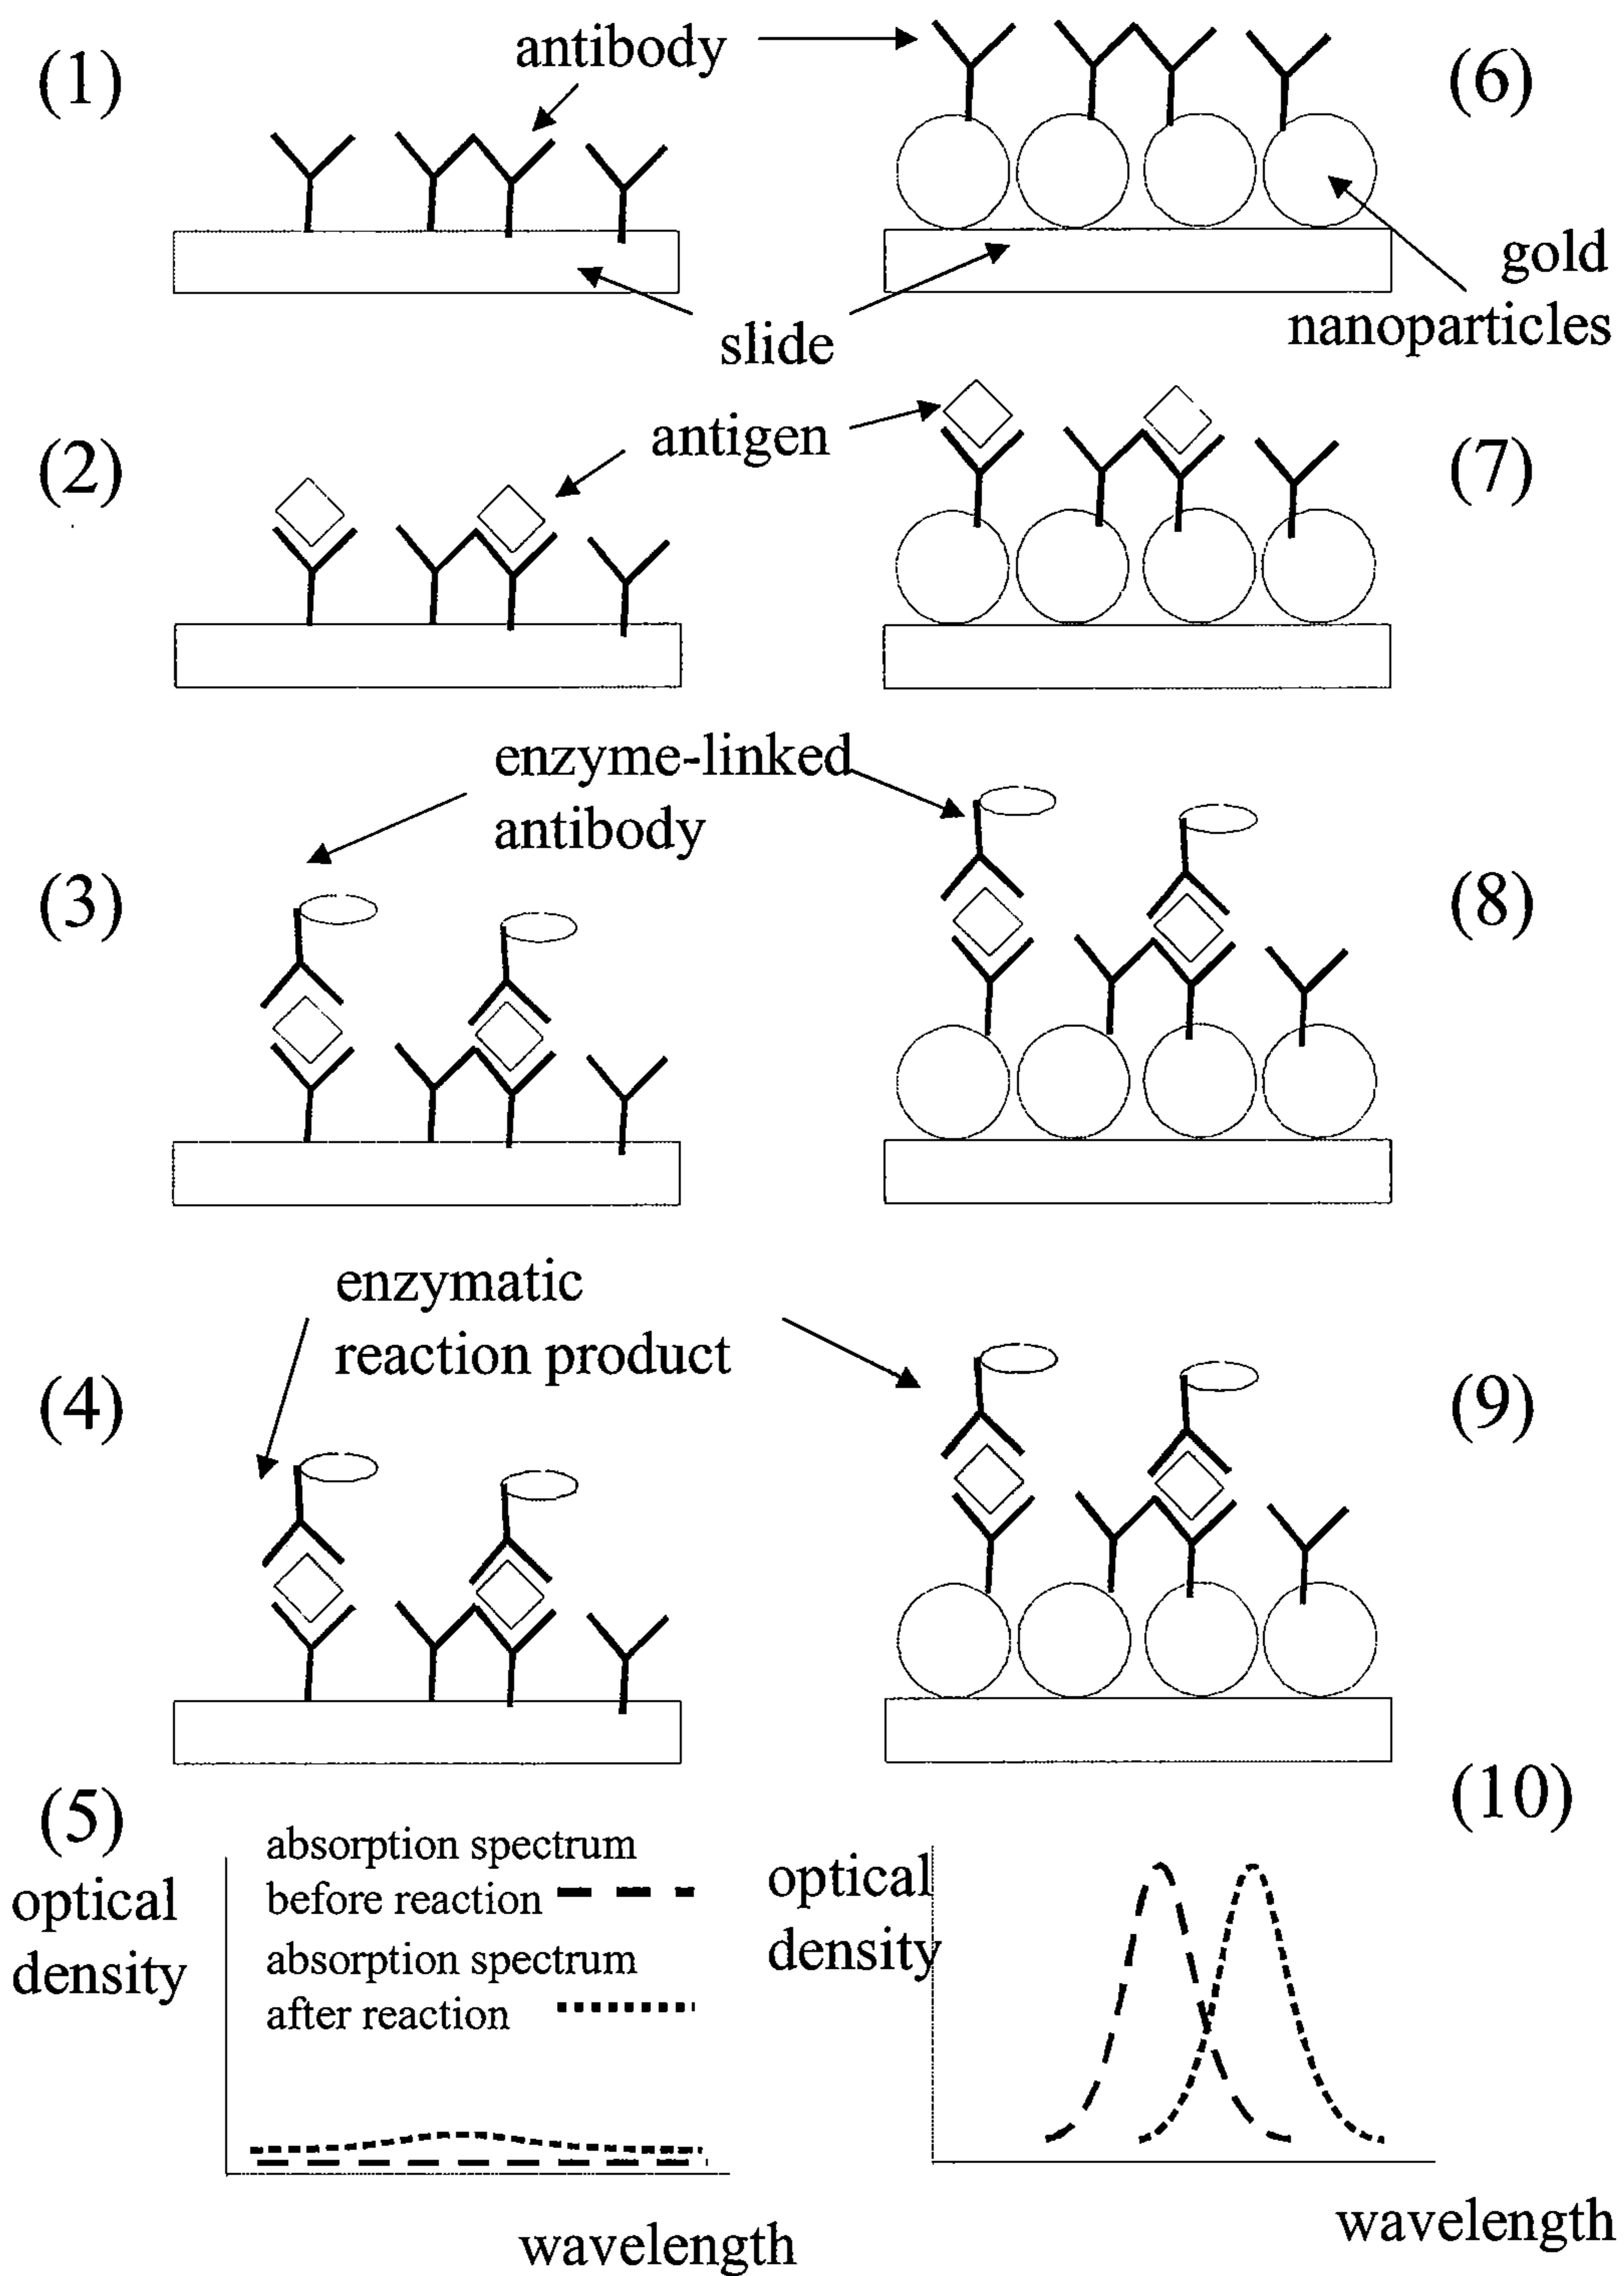 (1)
antibody
(6)
gold
nanoparticles
slide
(2)
antigen
(7)
enzyme-linked
antibody
(3)
(8)
enzymatic
reaction product
(4)
(9)
(5)
optical
density
absorption spectrum
before reaction
absorption spectrum
after reaction
wavelength
(10)
optical
density
wavelength